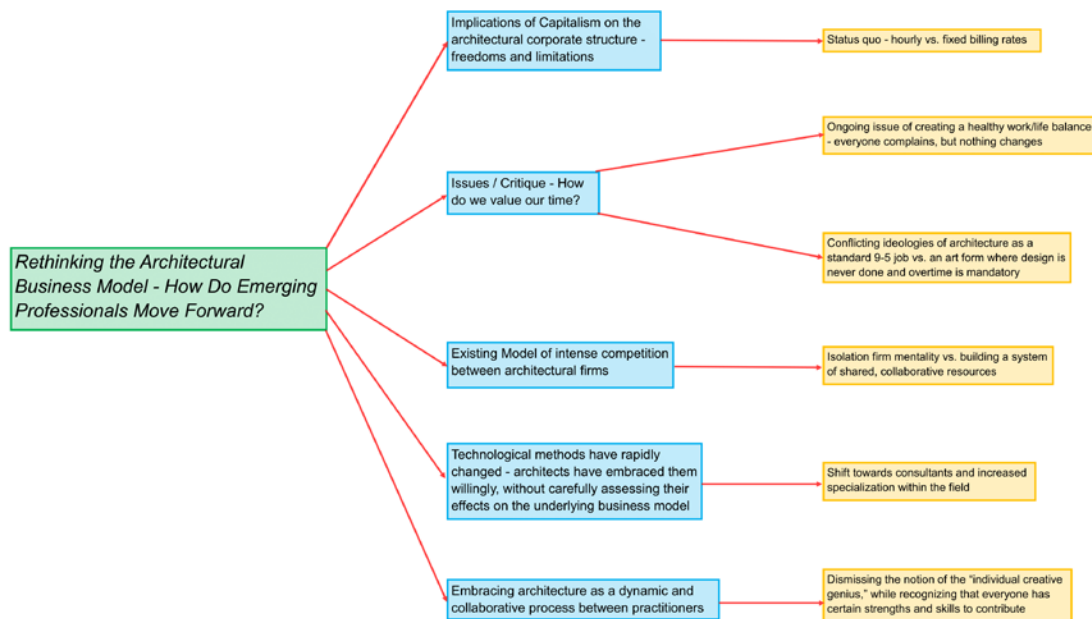 Implications of Capitalism on the
architectural corporate structure -
freedoms and limitations
Status quo - hourly vs. fixed billing rates
Ongoing issue of creating a healthy work/life balance
- everyone complains, but nothing changes
Issues / Critique - How
do we value our time?
Conflicting ideologies of architecture as a
standard 9-5 job vs. an art form where design is
never done and overtime is mandatory
Rethinking the Architectural
Business Model - How Do Emerging
Professionals Move Forward?
Existing Model of intense competition
between architectural firms
Isolation firm mentality vs. building a system
of shared, collaborative resources
Technological methods have rapidly
changed - architects have embraced them
willingly, without carefully assessing their
effects on the underlying business model
Shift towards consultants and increased
specialization within the field
Embracing architecture as a dynamic and
collaborative process between practitioners
Dismissing the notion of the “individual creative
genius,” while recognizing that everyone has
certain strengths and skills to contribute